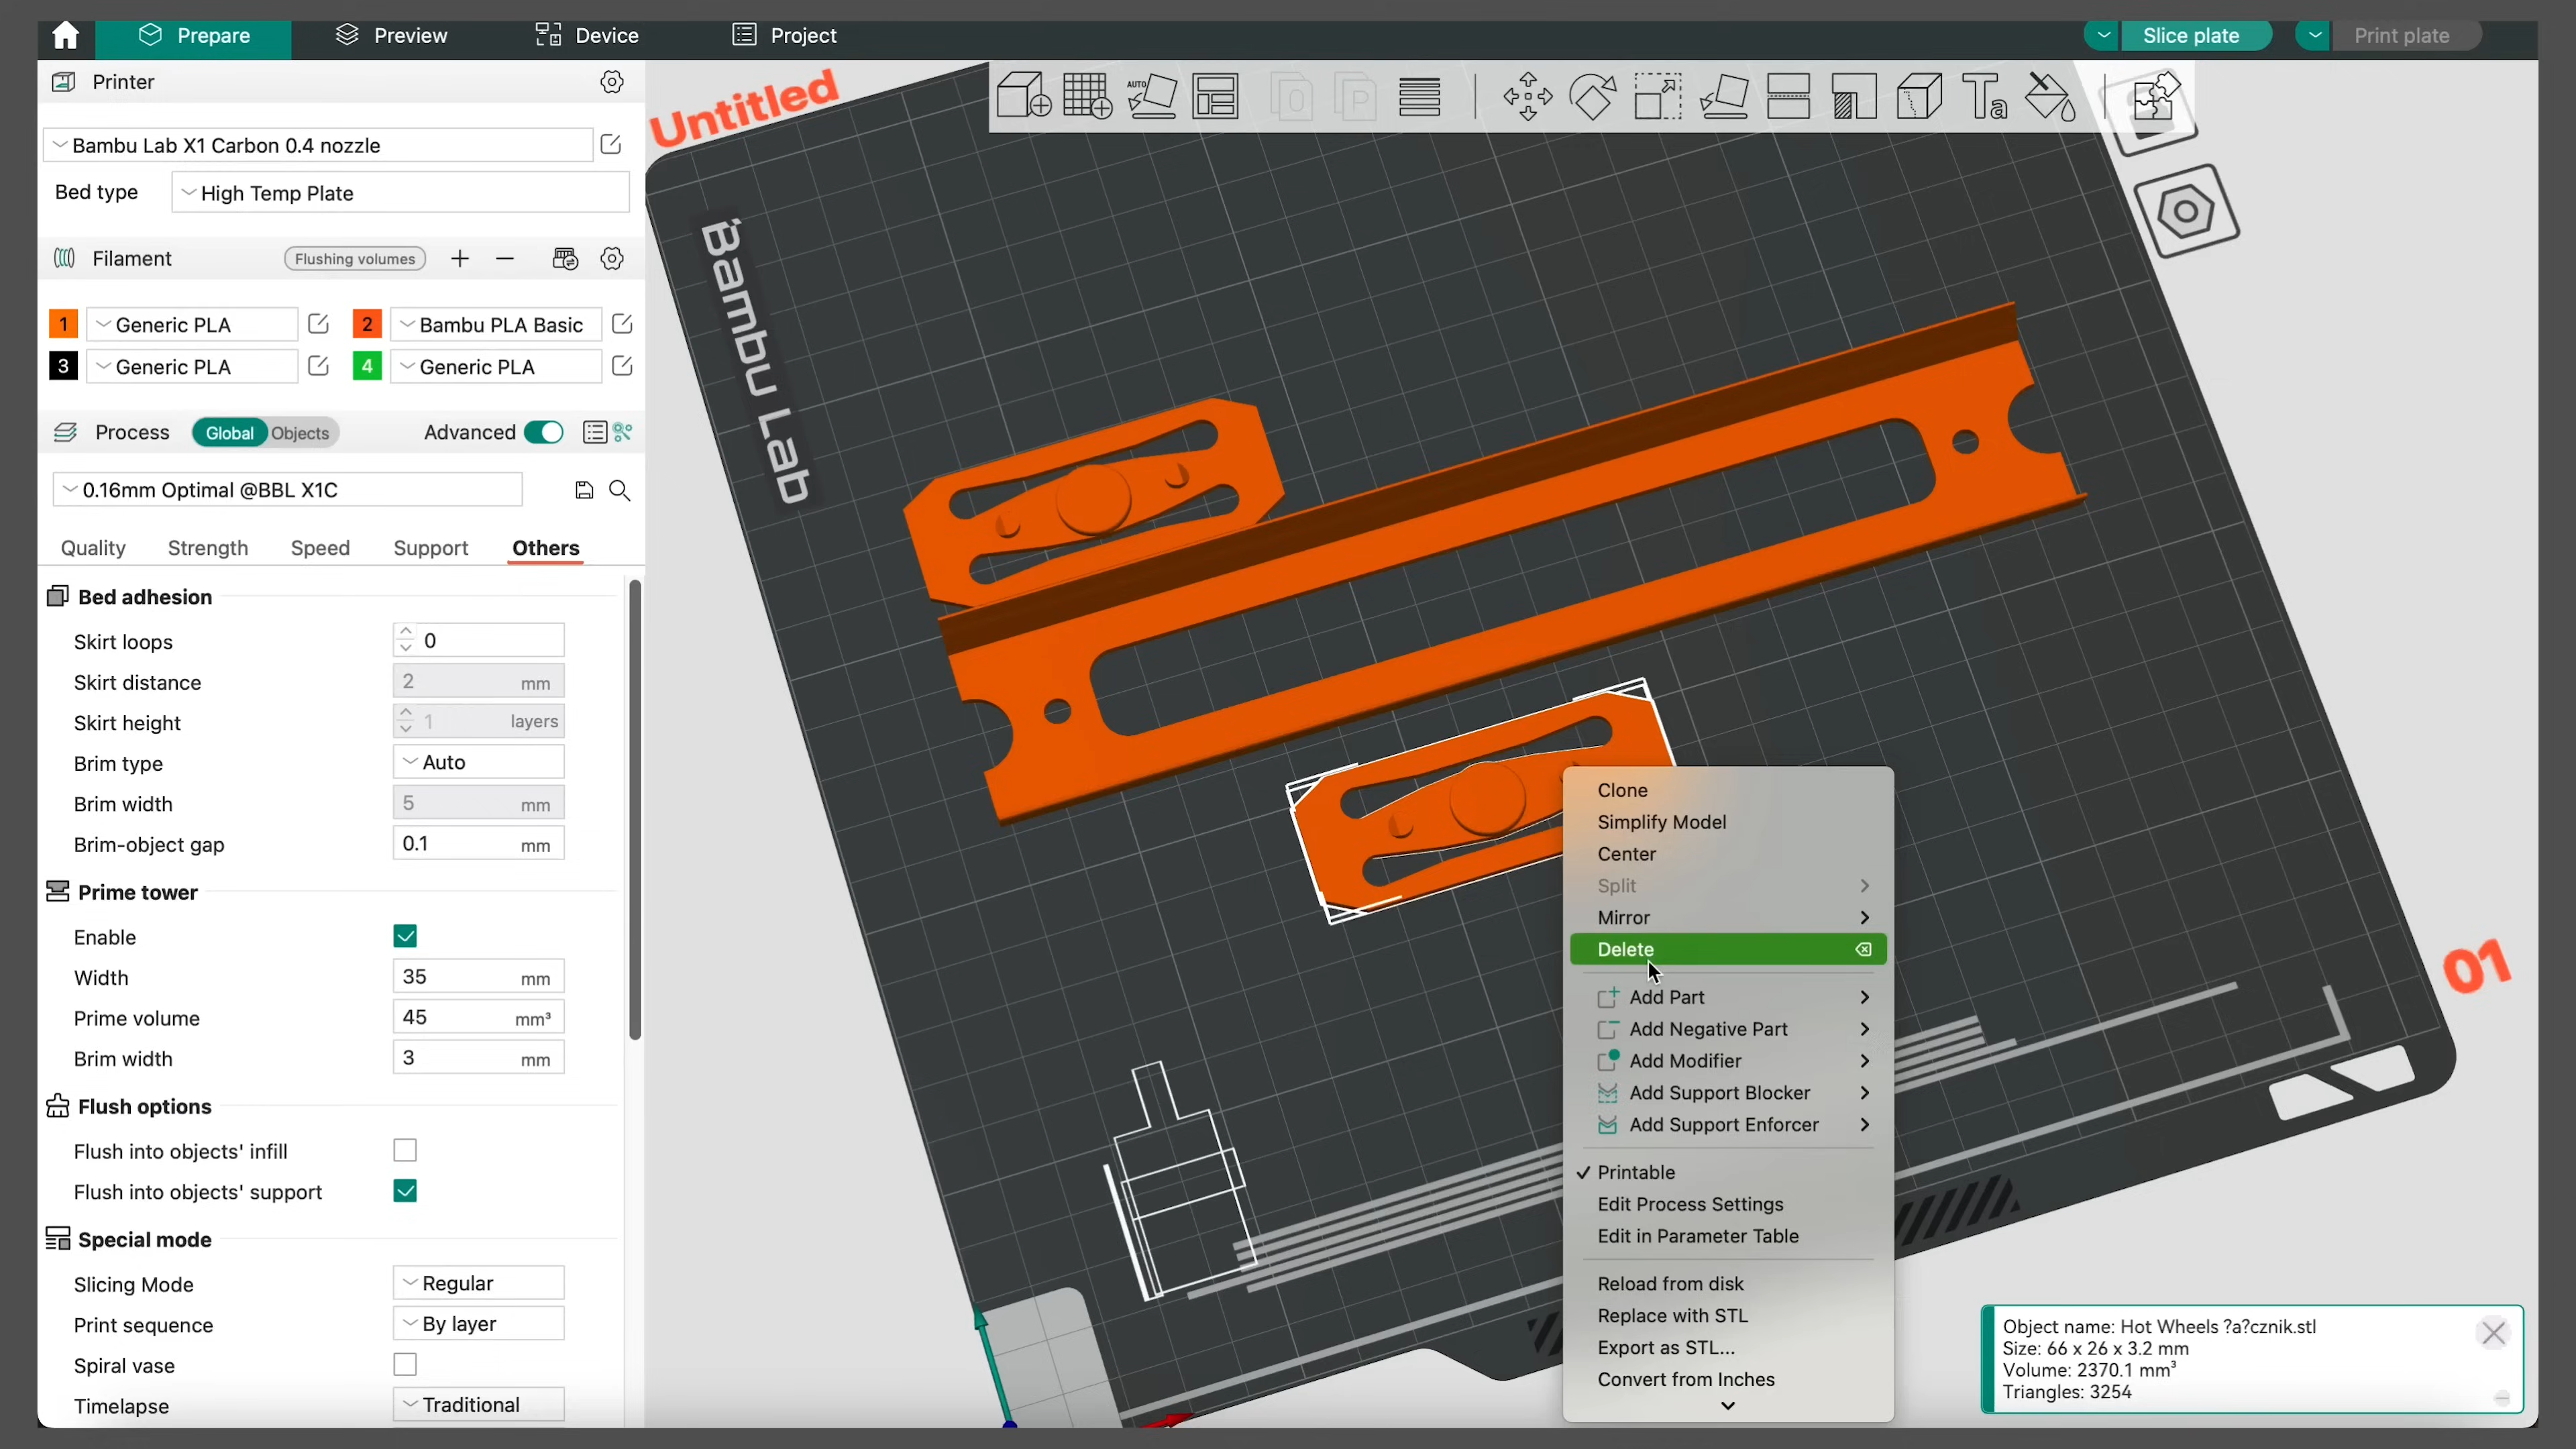 Prepare
Preview
Device
Project
Slice plate
Print plate
Printer
Bambu Lab X1 Carbon 0.4 nozzle
Bed type
High Temp Plate
Filament
Flushing volumes
1
Generic PLA
2
Bambu PLA Basic
3
Generic PLA
4
Generic PLA
Process
Global
Objects
Advanced
0.16mm Optimal @BBL X1C
Quality
Strength
Speed
Support
Others
Bed adhesion
Skirt loops
0
Skirt distance
2 mm
Skirt height
1 layers
Brim type
Auto
Brim width
5 mm
Brim-object gap
0.1 mm
Prime tower
Enable
Width
35 mm
Prime volume
45 mm³
Brim width
3 mm
Flush options
Flush into objects' infill
Flush into objects' support
Special mode
Slicing Mode
Regular
Print sequence
By layer
Spiral vase
Timelapse
Traditional
Untitled
AUTO
O
P
Ta
Bambu Lab
Clone
Simplify Model
Center
Split
Mirror
Delete
Add Part
Add Negative Part
Add Modifier
Add Support Blocker
Add Support Enforcer
Printable
Edit Process Settings
Edit in Parameter Table
Reload from disk
Replace with STL
Export as STL...
Convert from Inches
01
Object name: Hot Wheels ?a?cznik.stl
Size: 66 x 26 x 3.2 mm
Volume: 2370.1 mm³
Triangles: 3254